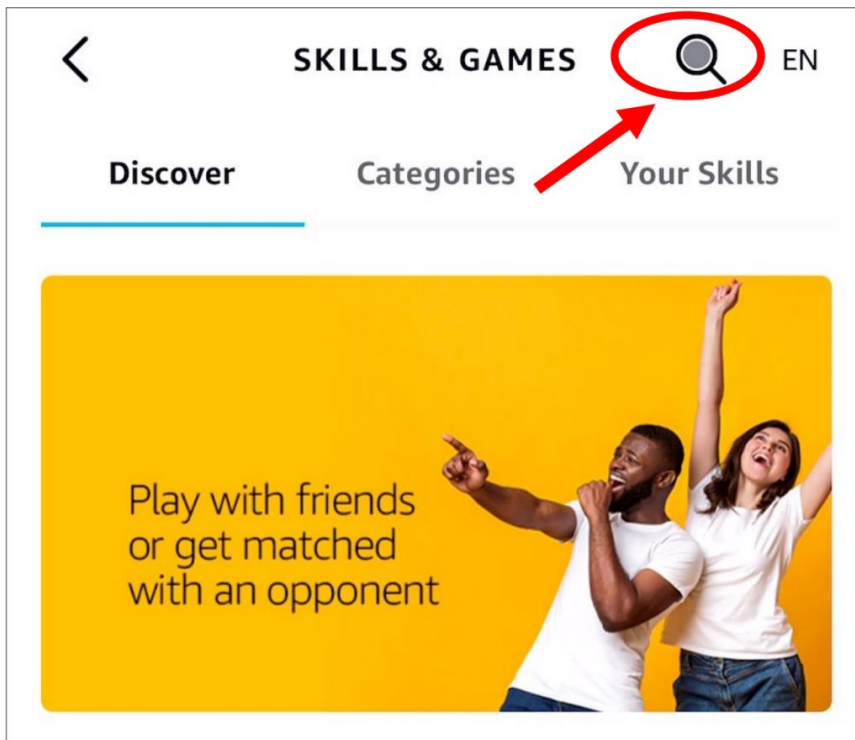 SKILLS & GAMES EN
Discover Categories Your Skills
Play with friends
or get matched
with an opponent